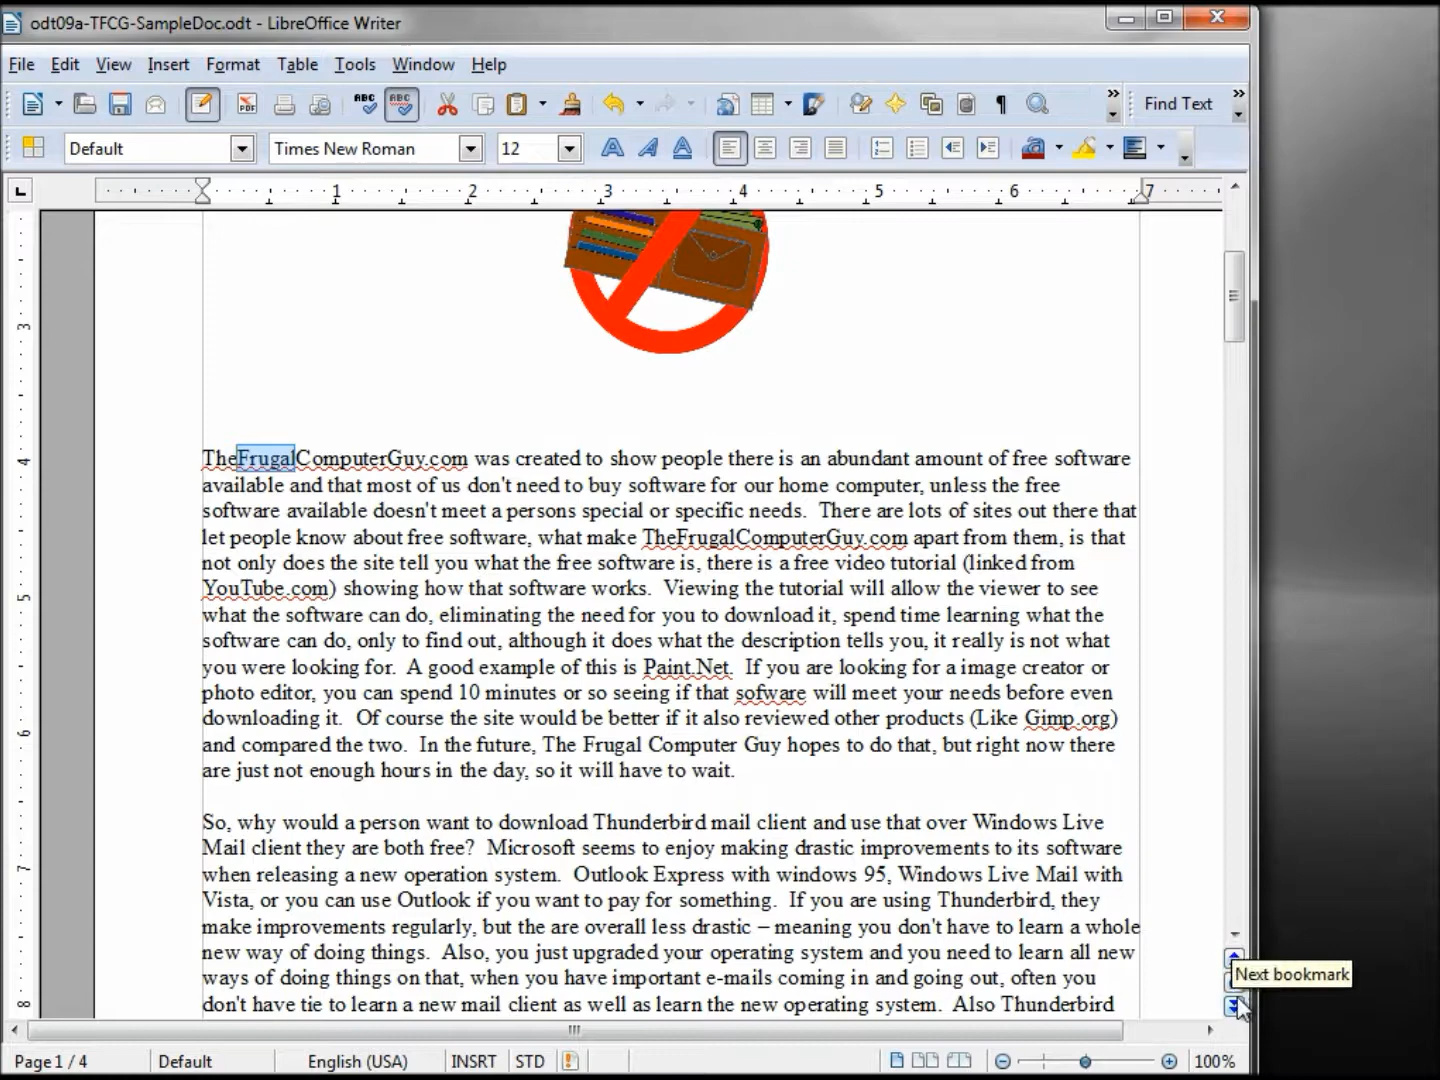 odt09a-TFCG-SampleDoc.odt - LibreOffice Writer
File Edit View Insert Format Table Tools Window Help
PDF ABC ABC ¶ Find Text
Default Times New Roman 12
1 2 3 4 5 6 7
3
4
5
6
7
8
TheFrugalComputerGuy.com was created to show people there is an abundant amount of free software
available and that most of us don't need to buy software for our home computer, unless the free
software available doesn't meet a persons special or specific needs.  There are lots of sites out there that
let people know about free software, what make TheFrugalComputerGuy.com apart from them, is that
not only does the site tell you what the free software is, there is a free video tutorial (linked from
YouTube.com) showing how that software works.  Viewing the tutorial will allow the viewer to see
what the software can do, eliminating the need for you to download it, spend time learning what the
software can do, only to find out, although it does what the description tells you, it really is not what
you were looking for.  A good example of this is Paint.Net.  If you are looking for a image creator or
photo editor, you can spend 10 minutes or so seeing if that sofware will meet your needs before even
downloading it.  Of course the site would be better if it also reviewed other products (Like Gimp.org)
and compared the two.  In the future, The Frugal Computer Guy hopes to do that, but right now there
are just not enough hours in the day, so it will have to wait.
So, why would a person want to download Thunderbird mail client and use that over Windows Live
Mail client they are both free?  Microsoft seems to enjoy making drastic improvements to its software
when releasing a new operation system.  Outlook Express with windows 95, Windows Live Mail with
Vista, or you can use Outlook if you want to pay for something.  If you are using Thunderbird, they
make improvements regularly, but the are overall less drastic – meaning you don't have to learn a whole
new way of doing things.  Also, you just upgraded your operating system and you need to learn all new
ways of doing things on that, when you have important e-mails coming in and going out, often you
don't have tie to learn a new mail client as well as learn the new operating system.  Also Thunderbird
Next bookmark
Page 1 / 4 Default English (USA) INSRT STD 100%